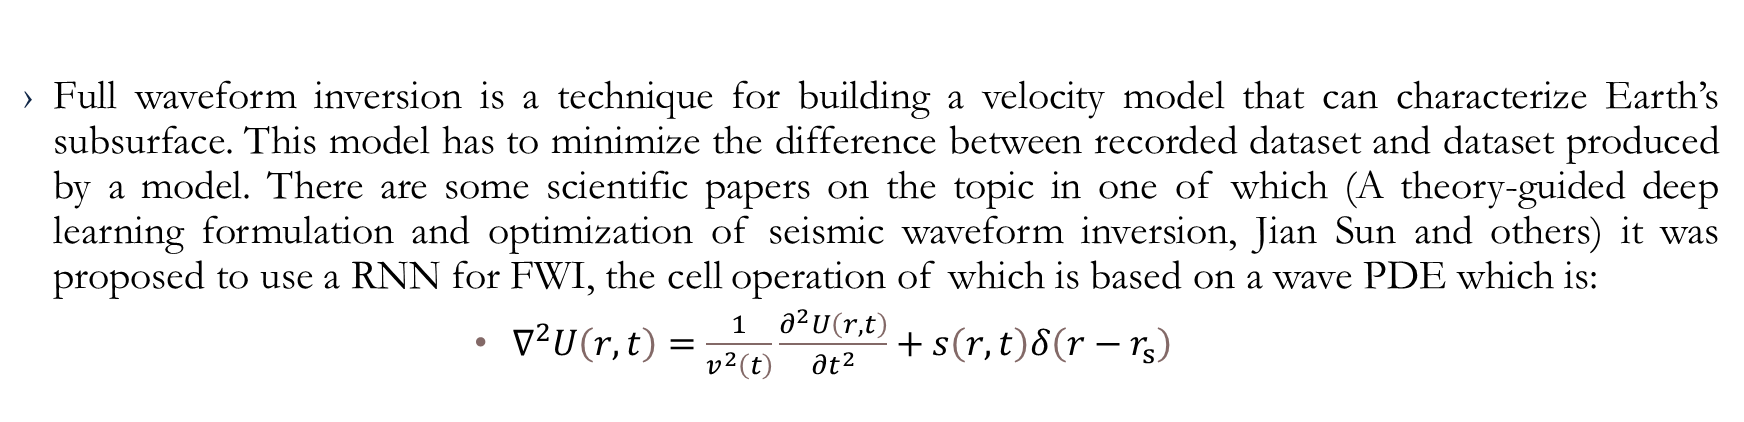 › Full waveform inversion is a technique for building a velocity model that can characterize Earth’s
subsurface. This model has to minimize the difference between recorded dataset and dataset produced
by a model. There are some scientific papers on the topic in one of which (A theory-guided deep
learning formulation and optimization of seismic waveform inversion, Jian Sun and others) it was
proposed to use a RNN for FWI, the cell operation of which is based on a wave PDE which is:
• ∇²U(r,t) = 1/v²(t) ∂²U(r,t)/∂t² + s(r,t)δ(r − rₛ)